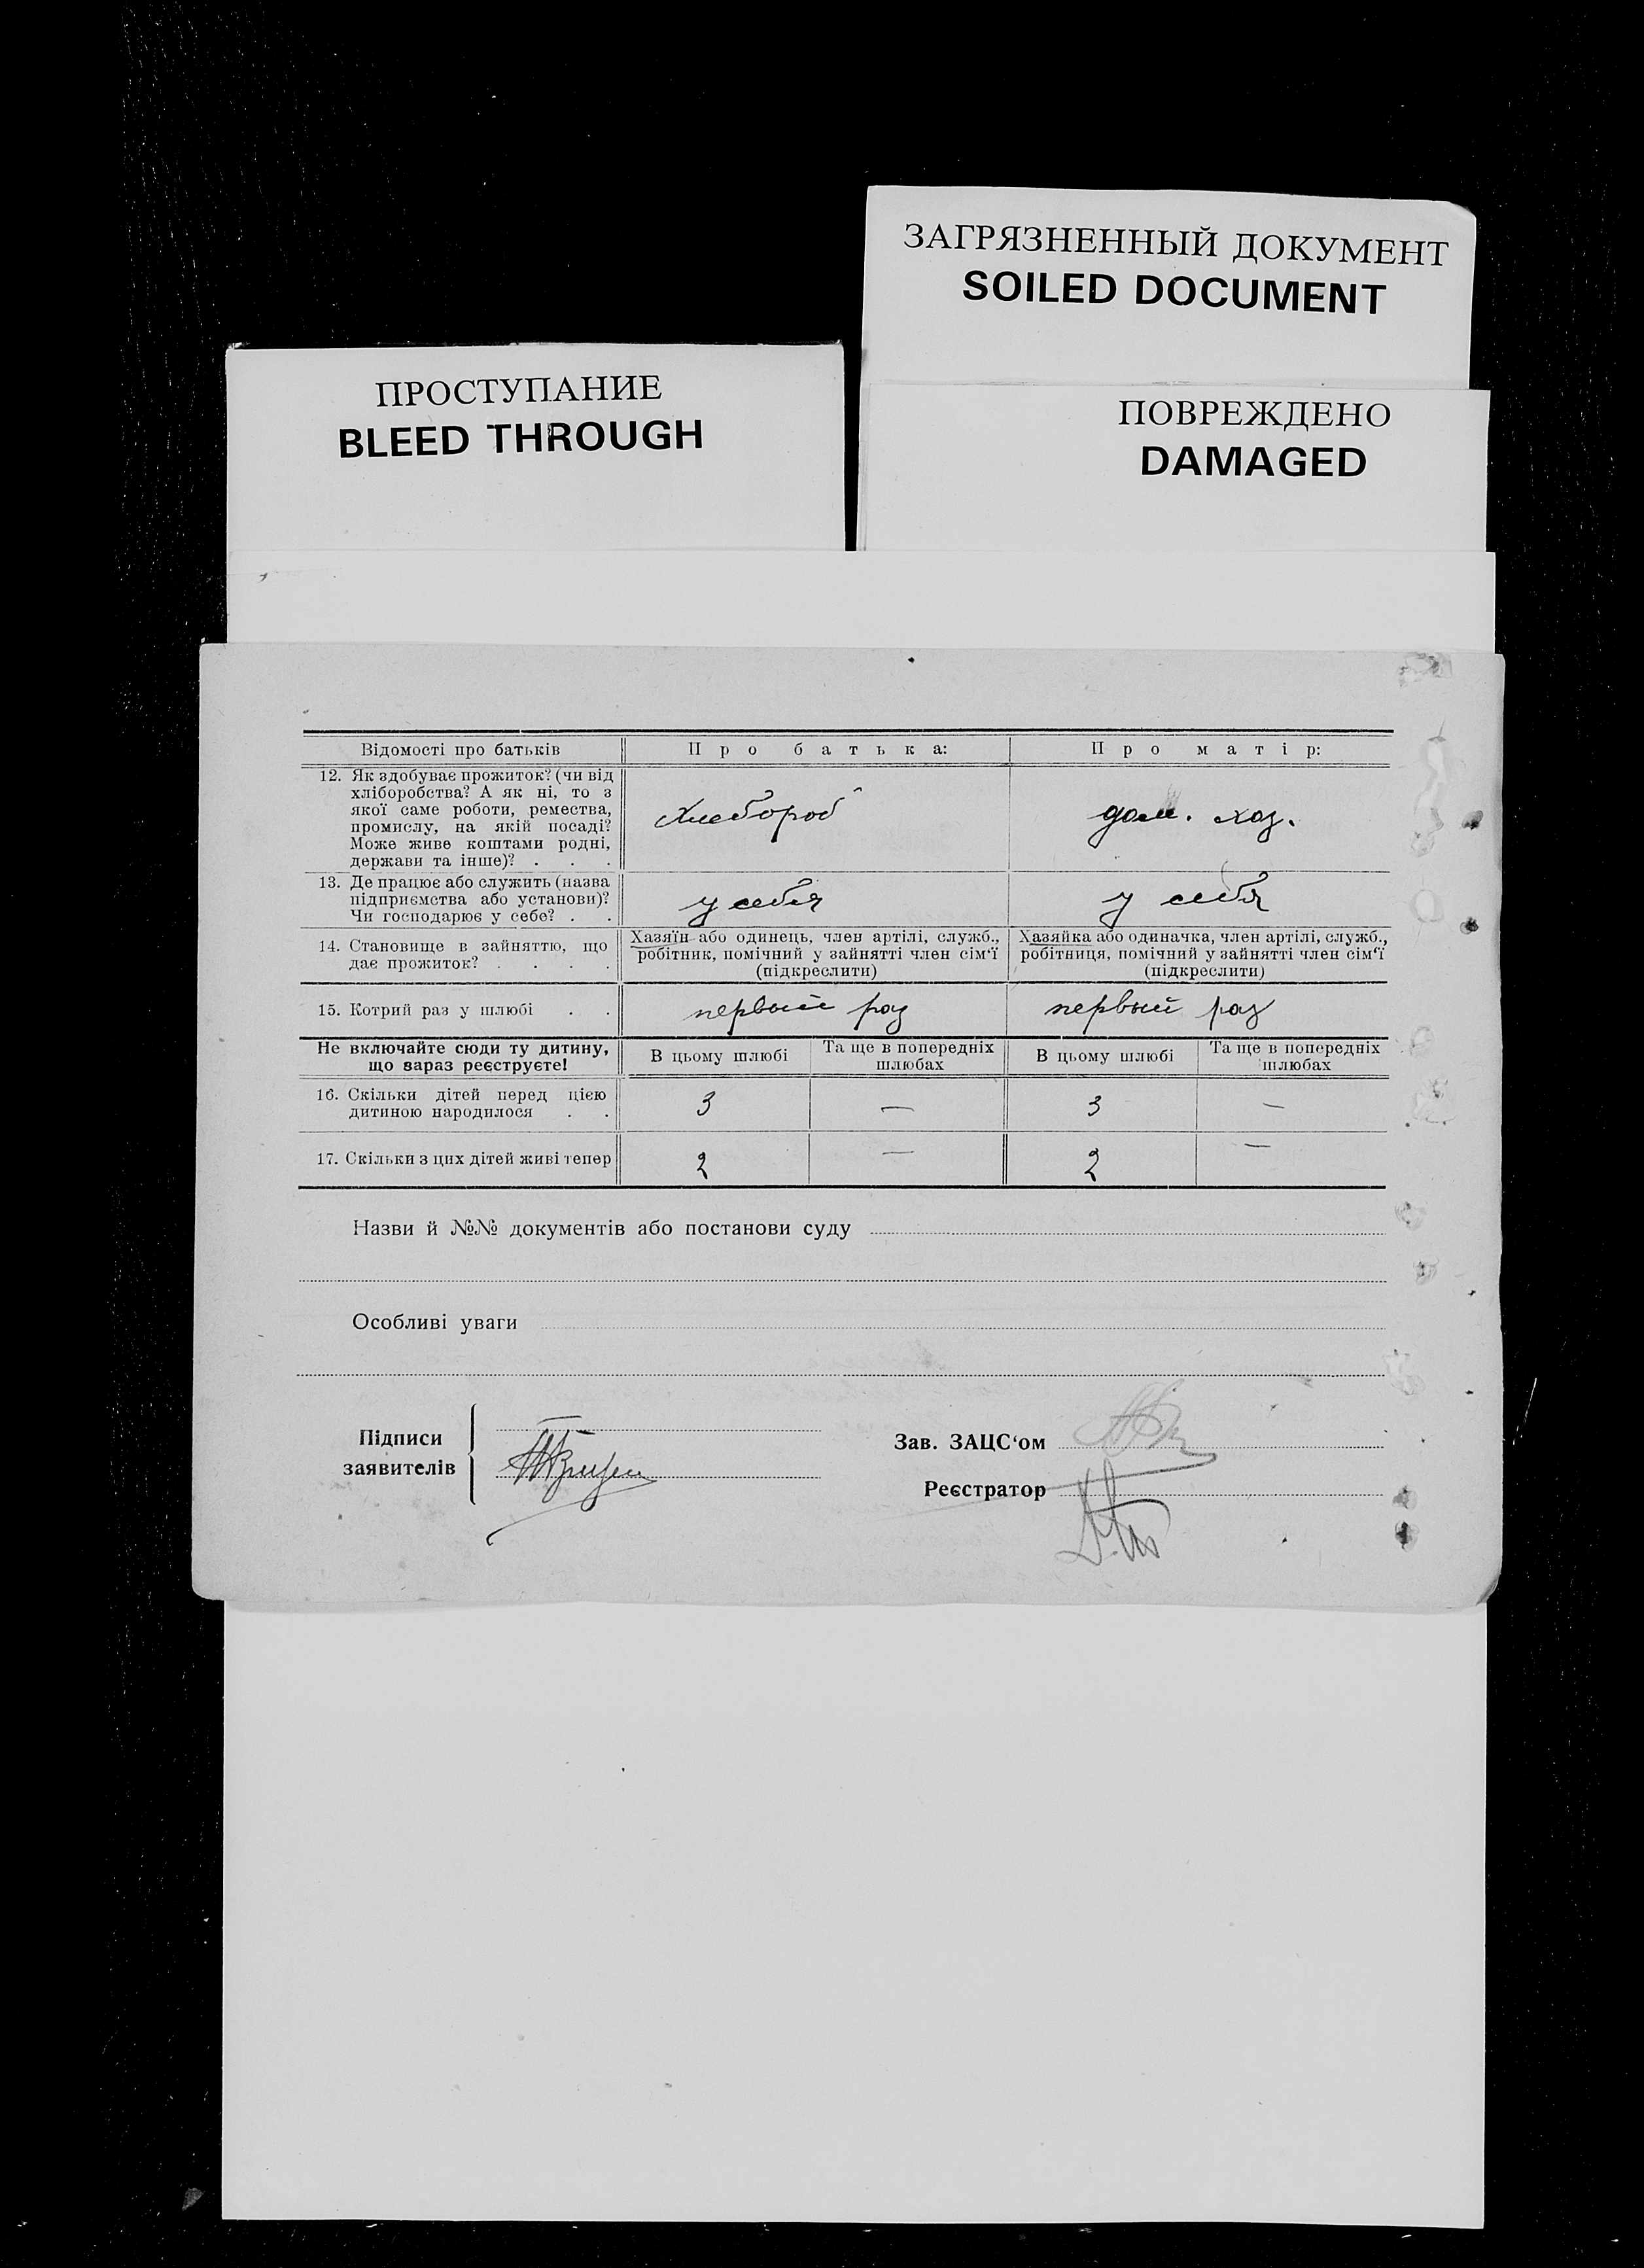 ЗАГРЯЗНЕННЫЙ ДОКУМЕНТ
SOILED DOCUMENT
ПРОСТУПАНИЕ
BLEED THROUGH
ПОВРЕЖДЕНО
DAMAGED
Відомості про батьків
Про батька:
Про матір:
12. Як здобуває прожиток? (чи від
хліборобства? А як ні, то з
якої саме роботи, ремества,
промислу, на якій посаді?
Може живе коштами родні,
держави та інше)? . . .
хлебороб
дом. хоз.
13. Де працює або служить (назва
підприємства або установи)?
Чи господарює у себе? . .
у себя
у себя
14. Становище в зайняттю, що
дає прожиток? . . . .
Хазяїн або одинець, член артілі, служб.,
робітник, помічний у зайнятті член сім‘ї
(підкреслити)
Хазяйка або одиначка, член артілі, служб.,
робітниця, помічний у зайнятті член сім‘ї
(підкреслити)
15. Котрий раз у шлюбі . .
первый раз
первый раз
Не включайте сюди ту дитину,
що зараз реєструєте!
В цьому шлюбі
Та ще в попередніх
шлюбах
В цьому шлюбі
Та ще в попередніх
шлюбах
16. Скільки дітей перед цією
дитиною народилося . .
3
—
3
—
17. Скільки з цих дітей живі тепер
2
—
2
—
Назви й №№ документів або постанови суду
Особливі уваги
Підписи
заявителів
Зав. ЗАЦС‘ом
Реєстратор